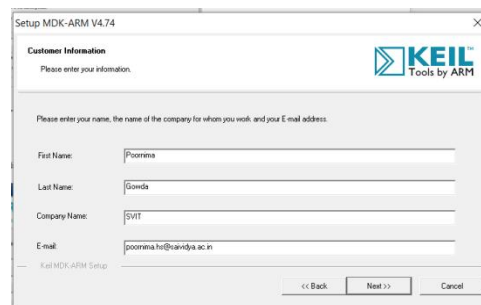 Setup MDK-ARM V4.74
Customer Information
Please enter your information.
KEIL™
Tools by ARM
Please enter your name, the name of the company for whom you work and your E-mail address.
First Name: Poornima
Last Name: Gowda
Company Name: SVIT
E-mail: poornima.hs@saividya.ac.in
Keil MDK-ARM Setup
<< Back Next >> Cancel